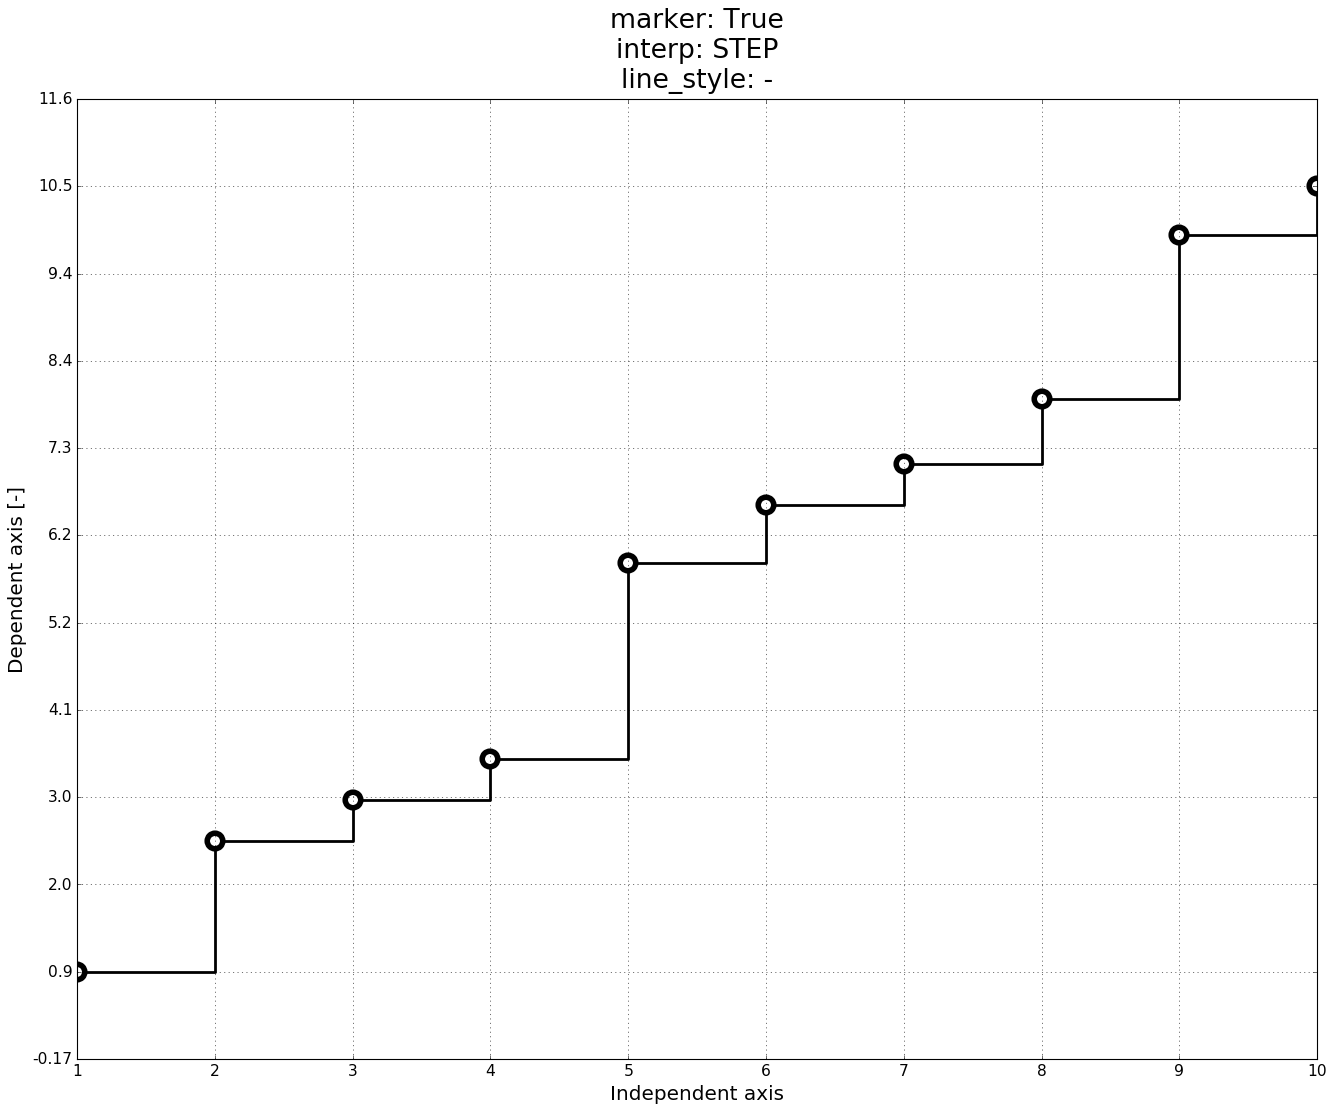 marker: True
interp: STEP
line_style: -
11.6
10.5
9.4
8.4
7.3
6.2
5.2
4.1
3.0
2.0
0.9
-0.17
Dependent axis [-]
1 2 3 4 5 6 7 8 9 10
Independent axis